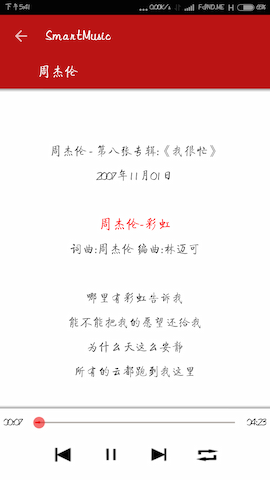 下午5:41 0.00K/s F@ND.ME H
SmartMusic
周杰伦
周杰伦 - 第八张专辑:《我很忙》
2007年11月01日
周杰伦-彩虹
词曲:周杰伦 编曲:林迈可
哪里有彩虹告诉我
能不能把我的愿望还给我
为什么天这么安静
所有的云都跑到我这里
00:07 04:23